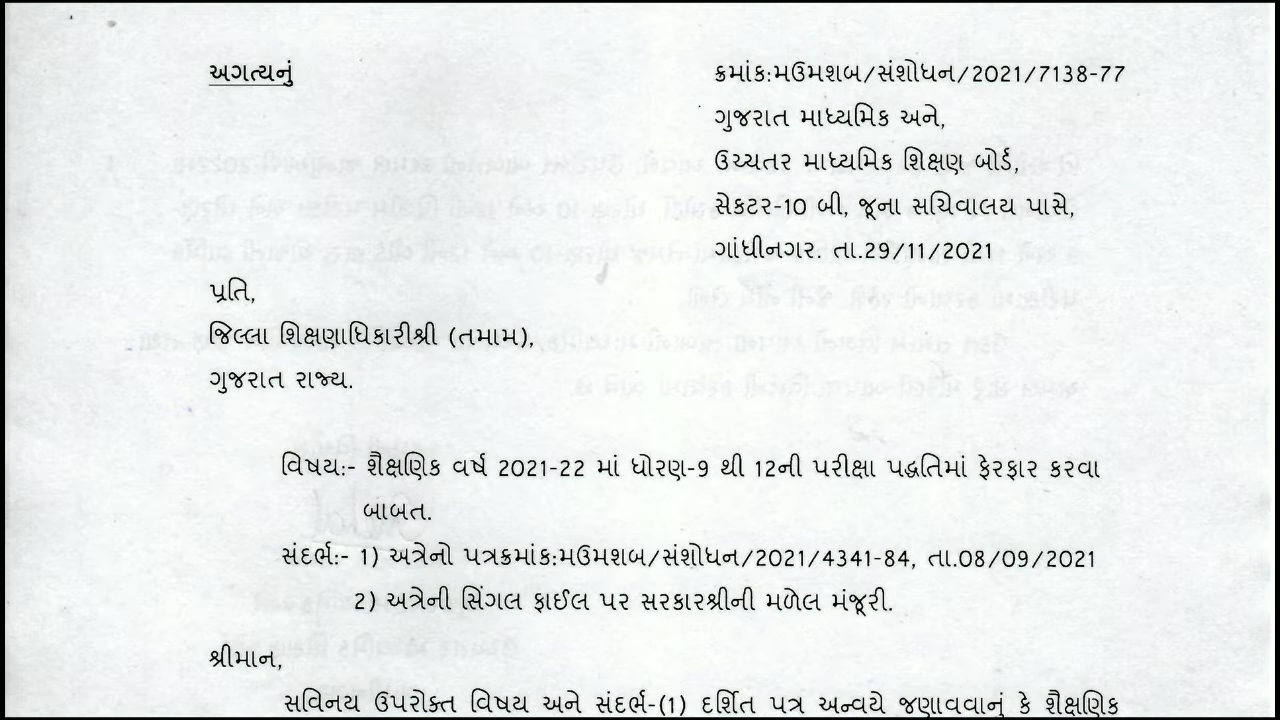 અગત્યનું
ક્રમાંક:મઉમશબ/સંશોધન/2021/7138-77
ગુજરાત માધ્યમિક અને,
ઉચ્ચતર માધ્યમિક શિક્ષણ બોર્ડ,
સેકટર-10 બી, જૂના સચિવાલય પાસે,
ગાંધીનગર. તા.29/11/2021
પ્રતિ,
જિલ્લા શિક્ષણાધિકારીશ્રી (તમામ),
ગુજરાત રાજ્ય.
વિષય:- શૈક્ષણિક વર્ષ 2021-22 માં ધોરણ-9 થી 12ની પરીક્ષા પદ્ધતિમાં ફેરફાર કરવા
બાબત.
સંદર્ભ:- 1) અત્રેનો પત્રક્રમાંક:મઉમશબ/સંશોધન/2021/4341-84, તા.08/09/2021
2) અત્રેની સિંગલ ફાઈલ પર સરકારશ્રીની મળેલ મંજૂરી.
શ્રીમાન,
સવિનય ઉપરોક્ત વિષય અને સંદર્ભ-(1) દર્શિત પત્ર અન્વયે જણાવવાનું કે શૈક્ષણિક